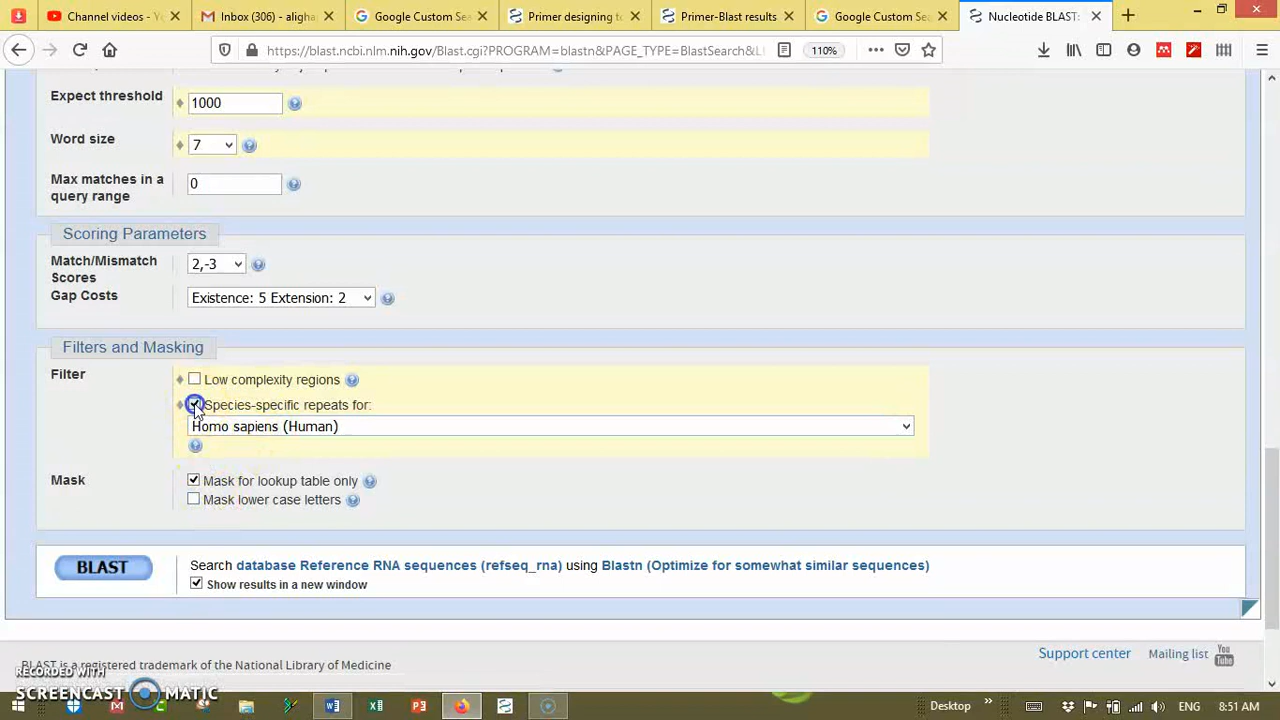 Channel videos - Y
Inbox (306) - aligha
Google Custom Sea
Primer designing to
Primer-Blast results
Google Custom Sea
Nucleotide BLAST:
https://blast.ncbi.nlm.nih.gov/Blast.cgi?PROGRAM=blastn&PAGE_TYPE=BlastSearch&L
110%
Expect threshold
1000
Word size
7
Max matches in a
query range
0
Scoring Parameters
Match/Mismatch
Scores
2,-3
Gap Costs
Existence: 5 Extension: 2
Filters and Masking
Filter
Low complexity regions
Species-specific repeats for:
Homo sapiens (Human)
Mask
Mask for lookup table only
Mask lower case letters
BLAST
Search database Reference RNA sequences (refseq_rna) using Blastn (Optimize for somewhat similar sequences)
Show results in a new window
Support center
Mailing list
You
Tube
BLAST is a registered trademark of the National Library of Medicine
RECORDED WITH
SCREENCAST MATIC
Desktop
ENG
8:51 AM